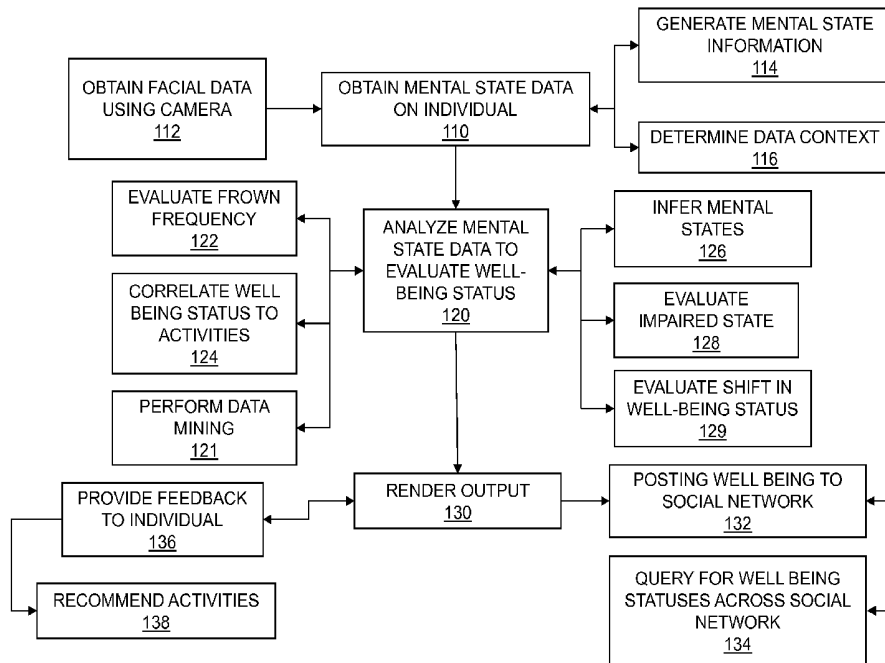 GENERATE MENTAL STATE
INFORMATION
114
OBTAIN FACIAL DATA
USING CAMERA
112
OBTAIN MENTAL STATE DATA
ON INDIVIDUAL
110
DETERMINE DATA CONTEXT
116
EVALUATE FROWN
FREQUENCY
122
ANALYZE MENTAL
STATE DATA TO
EVALUATE WELL-
BEING STATUS
120
INFER MENTAL
STATES
126
CORRELATE WELL
BEING STATUS TO
ACTIVITIES
124
EVALUATE
IMPAIRED STATE
128
PERFORM DATA
MINING
121
EVALUATE SHIFT IN
WELL-BEING STATUS
129
PROVIDE FEEDBACK
TO INDIVIDUAL
136
RENDER OUTPUT
130
POSTING WELL BEING TO
SOCIAL NETWORK
132
RECOMMEND ACTIVITIES
138
QUERY FOR WELL BEING
STATUSES ACROSS SOCIAL
NETWORK
134